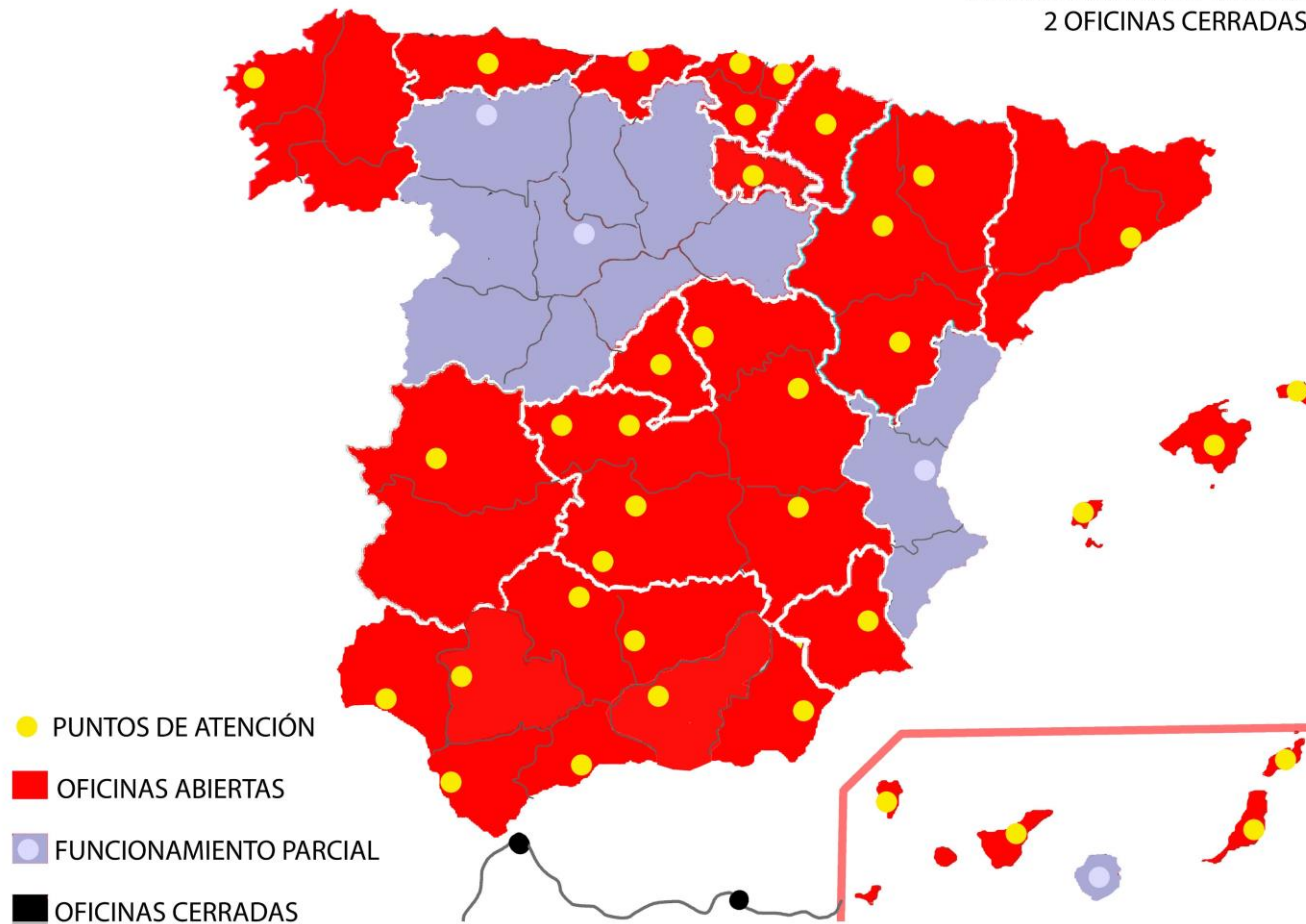 2 OFICINAS CERRADAS
PUNTOS DE ATENCIÓN
OFICINAS ABIERTAS
FUNCIONAMIENTO PARCIAL
OFICINAS CERRADAS